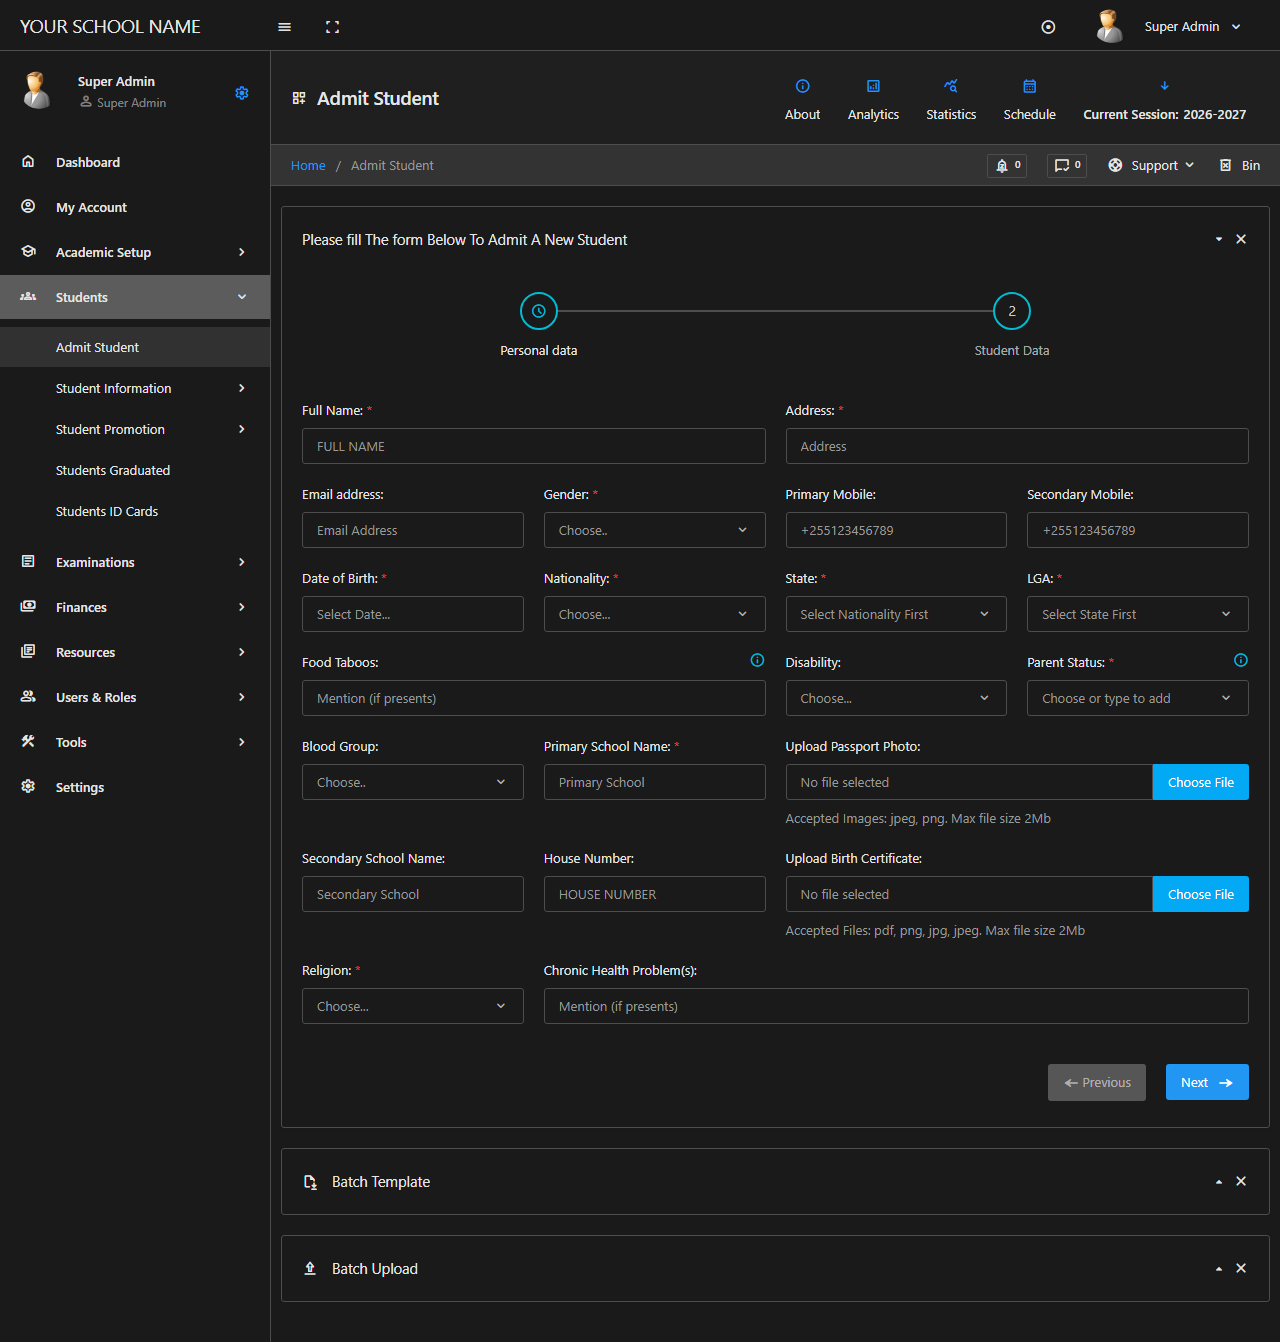 YOUR SCHOOL NAME
Super Admin
Super Admin
Super Admin
Dashboard
My Account
Academic Setup
Students
Admit Student
Student Information
Student Promotion
Students Graduated
Students ID Cards
Examinations
Finances
Resources
Users & Roles
Tools
Settings
Admit Student
About
Analytics
Statistics
Schedule
Current Session: 2026-2027
Home / Admit Student
0
0
Support
Bin
Please fill The form Below To Admit A New Student
2
Personal data
Student Data
Full Name: *
Address: *
FULL NAME
Address
Email address:
Gender: *
Primary Mobile:
Secondary Mobile:
Email Address
Choose..
+255123456789
+255123456789
Date of Birth: *
Nationality: *
State: *
LGA: *
Select Date...
Choose...
Select Nationality First
Select State First
Food Taboos:
Disability:
Parent Status: *
Mention (if presents)
Choose...
Choose or type to add
Blood Group:
Primary School Name: *
Upload Passport Photo:
Choose..
Primary School
No file selected
Choose File
Accepted Images: jpeg, png. Max file size 2Mb
Secondary School Name:
House Number:
Upload Birth Certificate:
Secondary School
HOUSE NUMBER
No file selected
Choose File
Accepted Files: pdf, png, jpg, jpeg. Max file size 2Mb
Religion: *
Chronic Health Problem(s):
Choose...
Mention (if presents)
Previous
Next
Batch Template
Batch Upload